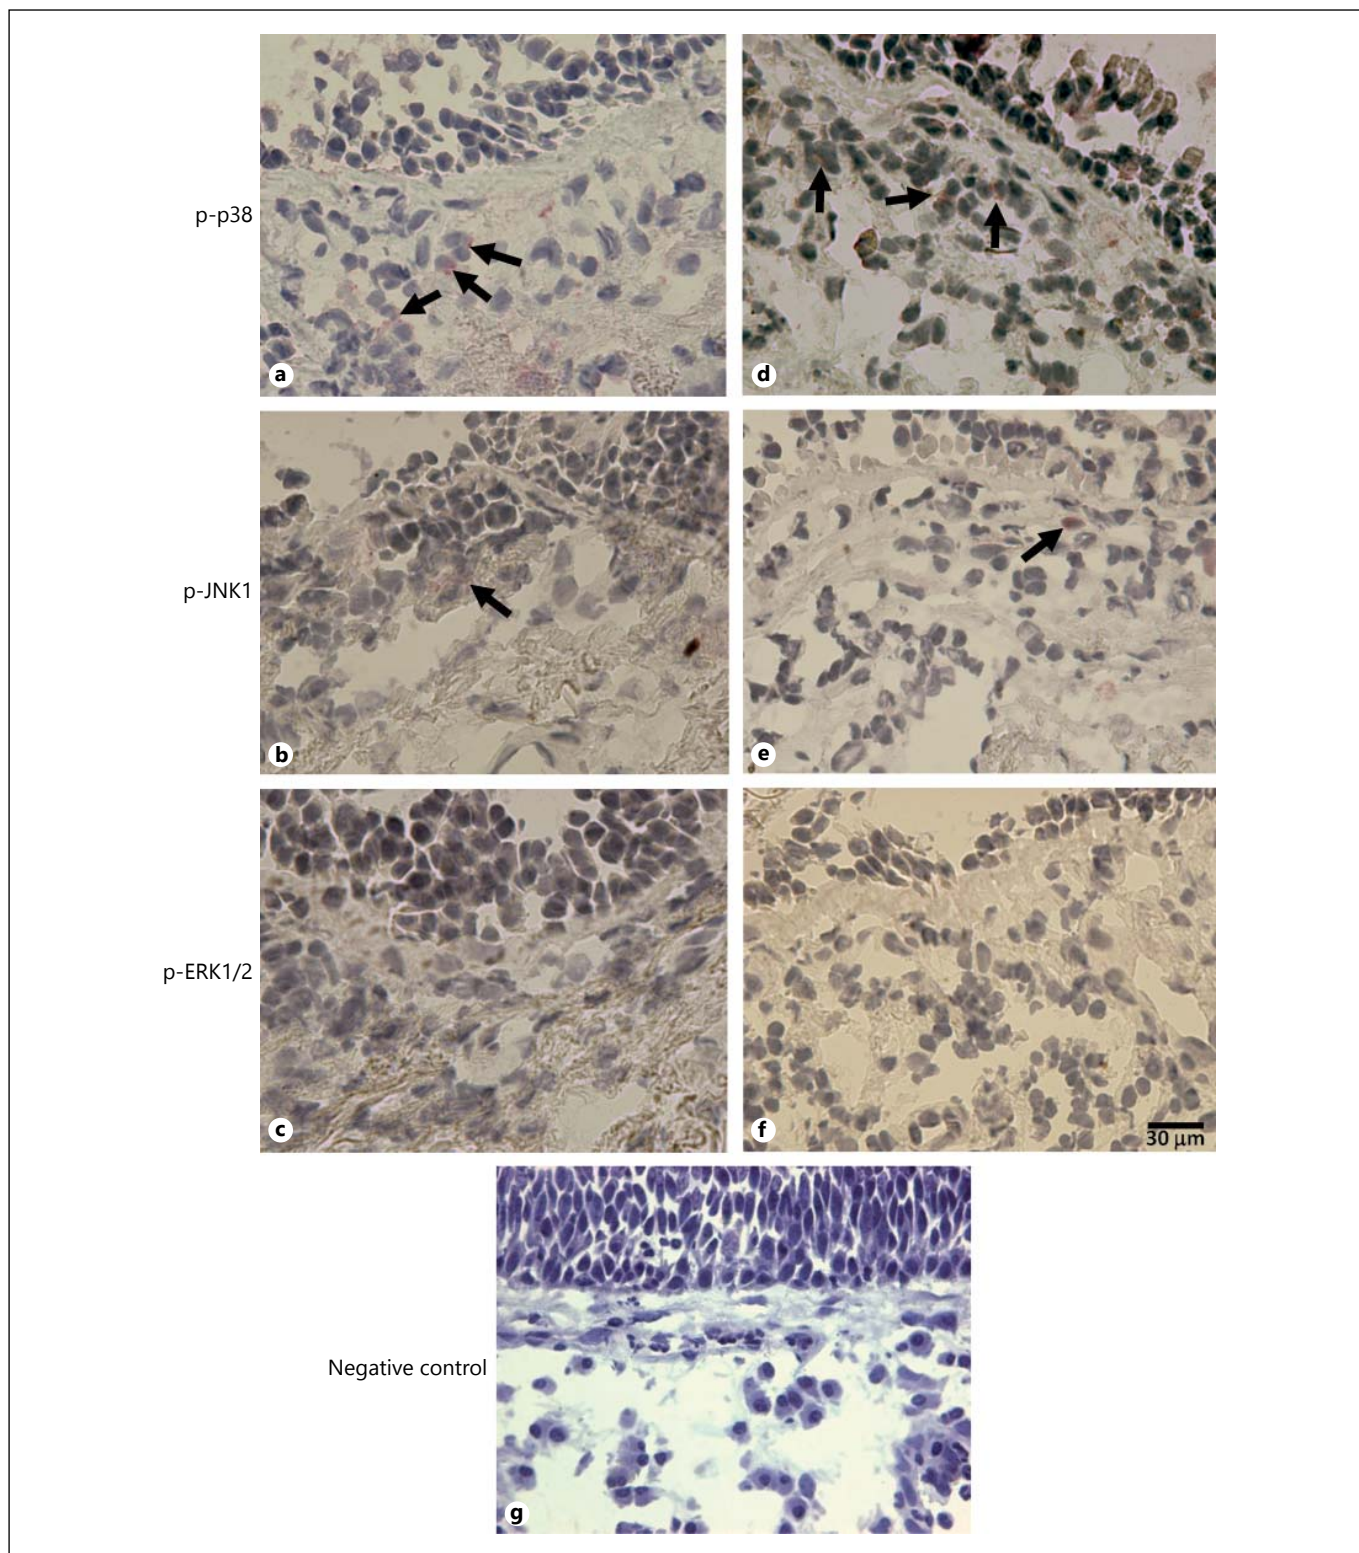 p-p38
a
d
p-JNK1
b
e
p-ERK1/2
c
f
30 μm
Negative control
g